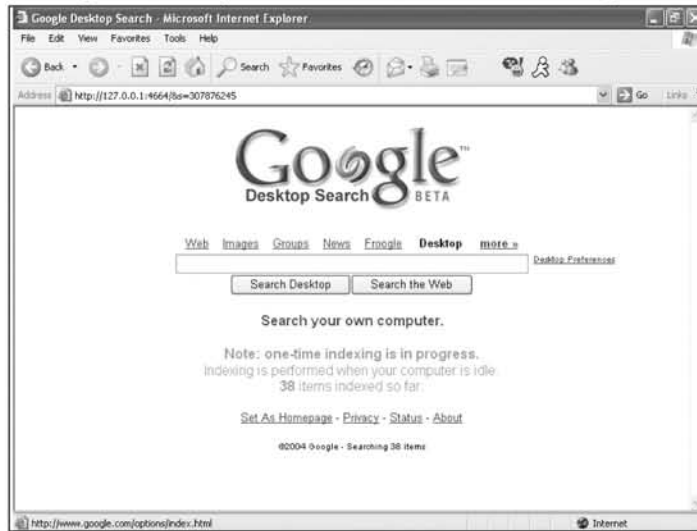 Google Desktop Search - Microsoft Internet Explorer
File Edit View Favorites Tools Help
Back Search Favorites
Address http://127.0.0.1:4664/&s=307876245 Go Links
Google™
Desktop Search BETA
Web Images Groups News Froogle Desktop more »
Desktop Preferences
Search Desktop Search the Web
Search your own computer.
Note: one-time indexing is in progress.
Indexing is performed when your computer is idle.
38 items indexed so far.
Set As Homepage - Privacy - Status - About
©2004 Google - Searching 38 items
http://www.google.com/options/index.html Internet